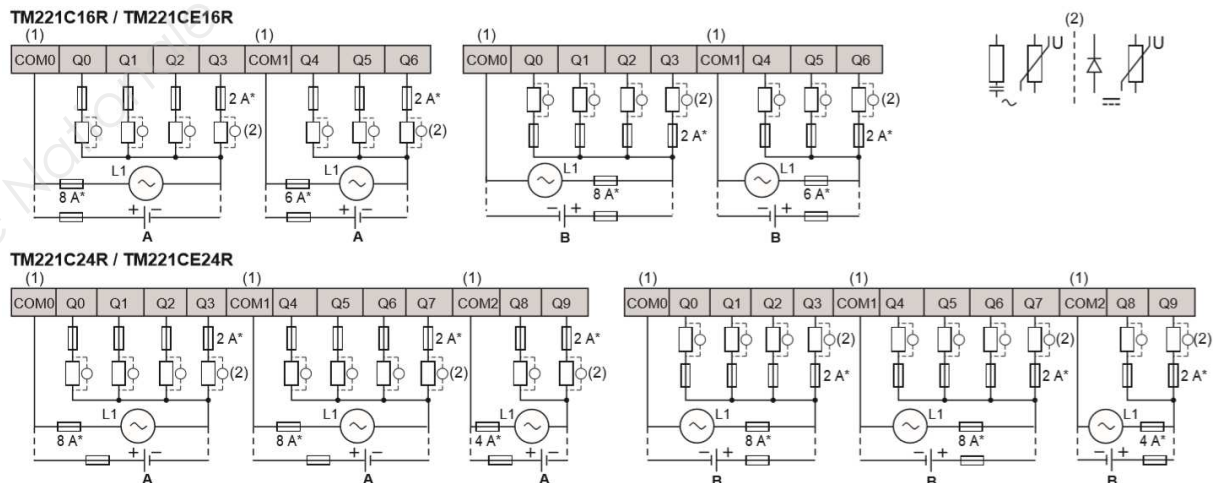 TM221C16R / TM221CE16R
(1) (1) (1) (1) (2)
COM0 Q0 Q1 Q2 Q3 COM1 Q4 Q5 Q6 COM0 Q0 Q1 Q2 Q3 COM1 Q4 Q5 Q6 U U
2 A* 2 A* (2) (2)
(2) (2) 2 A* 2 A*
L1 L1 L1 L1
8 A* 6 A* 8 A* 6 A*
+ − + − − + − +
A A B B
TM221C24R / TM221CE24R
(1) (1) (1) (1) (1) (1)
COM0 Q0 Q1 Q2 Q3 COM1 Q4 Q5 Q6 Q7 COM2 Q8 Q9 COM0 Q0 Q1 Q2 Q3 COM1 Q4 Q5 Q6 Q7 COM2 Q8 Q9
2 A* 2 A* 2 A* (2) (2) (2)
(2) (2) (2) 2 A* 2 A* 2 A*
L1 L1 L1 L1 L1 L1
8 A* 8 A* 4 A* 8 A* 8 A* 4 A*
+ − + − + − − + − + − +
A A A B B B